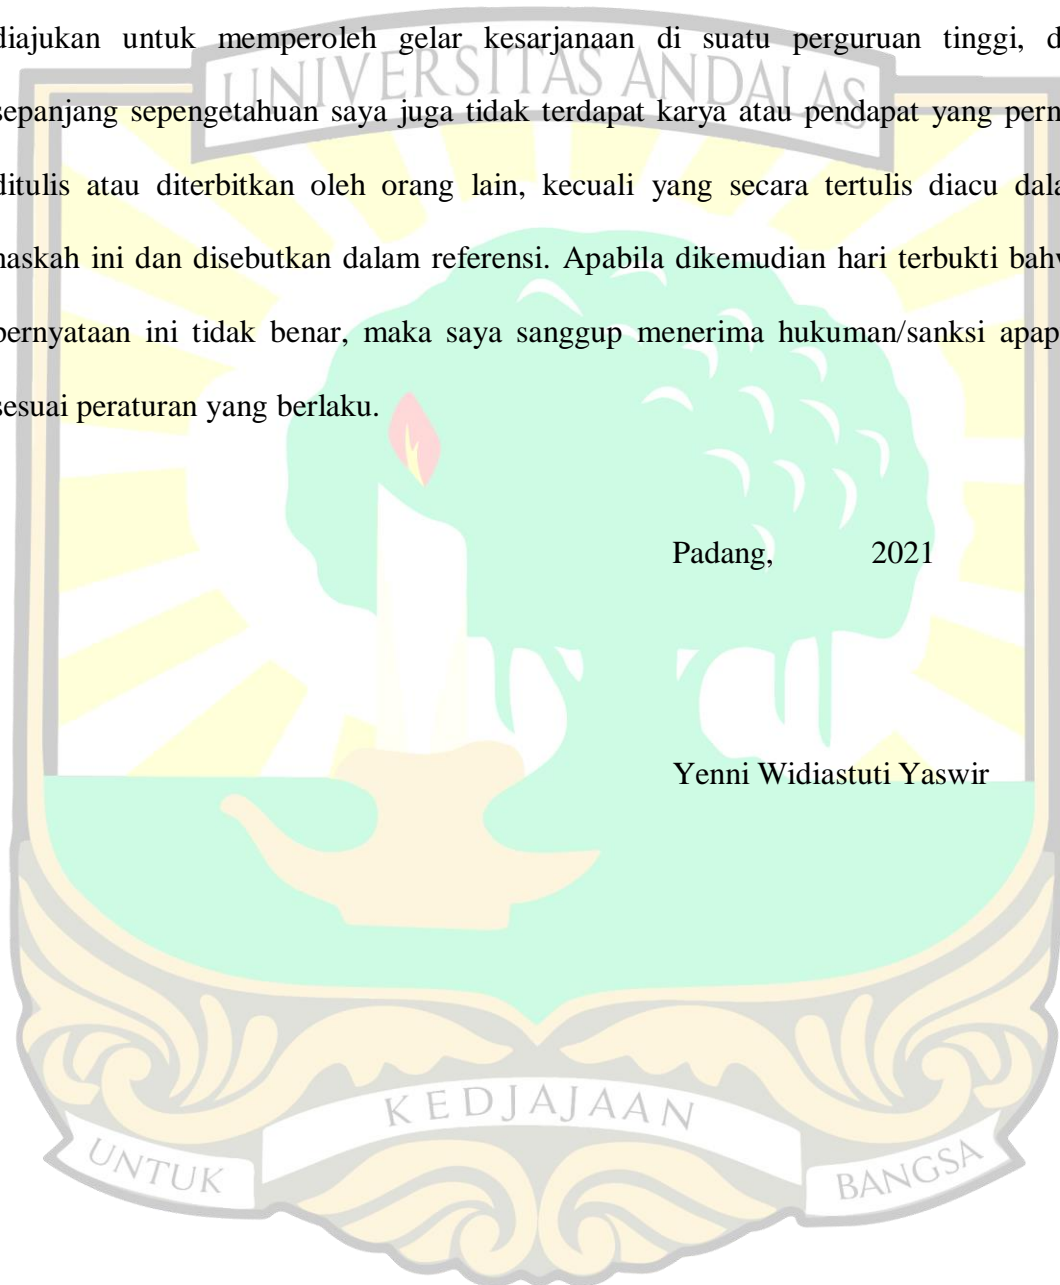 diajukan untuk memperoleh gelar kesarjanaan di suatu perguruan tinggi, d
UNIVERSITAS ANDALAS
sepanjang sepengetahuan saya juga tidak terdapat karya atau pendapat yang pern
ditulis atau diterbitkan oleh orang lain, kecuali yang secara tertulis diacu dala
naskah ini dan disebutkan dalam referensi. Apabila dikemudian hari terbukti bahw
pernyataan ini tidak benar, maka saya sanggup menerima hukuman/sanksi apap
sesuai peraturan yang berlaku.
Padang, 2021
Yenni Widiastuti Yaswir
KEDJAJAAN
UNTUK
BANGSA